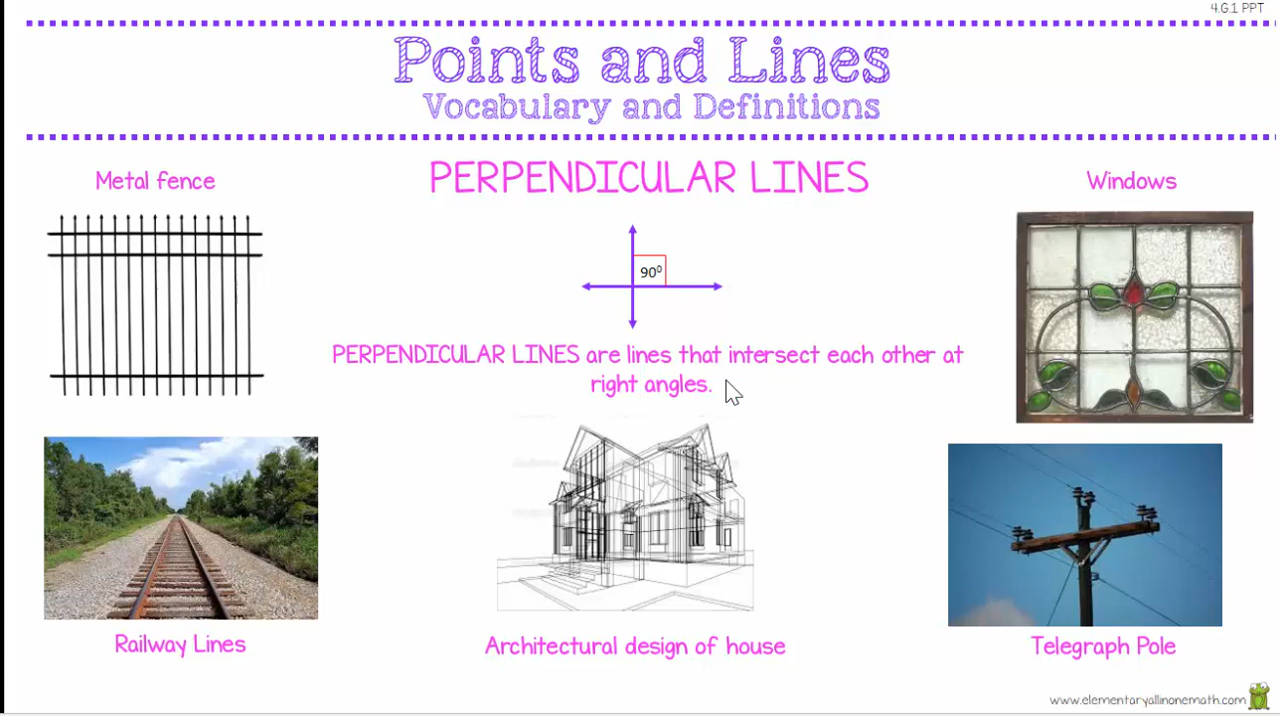 4.G.1 PPT
Points and Lines
Vocabulary and Definitions
Metal fence
PERPENDICULAR LINES
Windows
90⁰
PERPENDICULAR LINES are lines that intersect each other at
right angles.
Railway Lines
Architectural design of house
Telegraph Pole
www.elementaryallinonemath.com